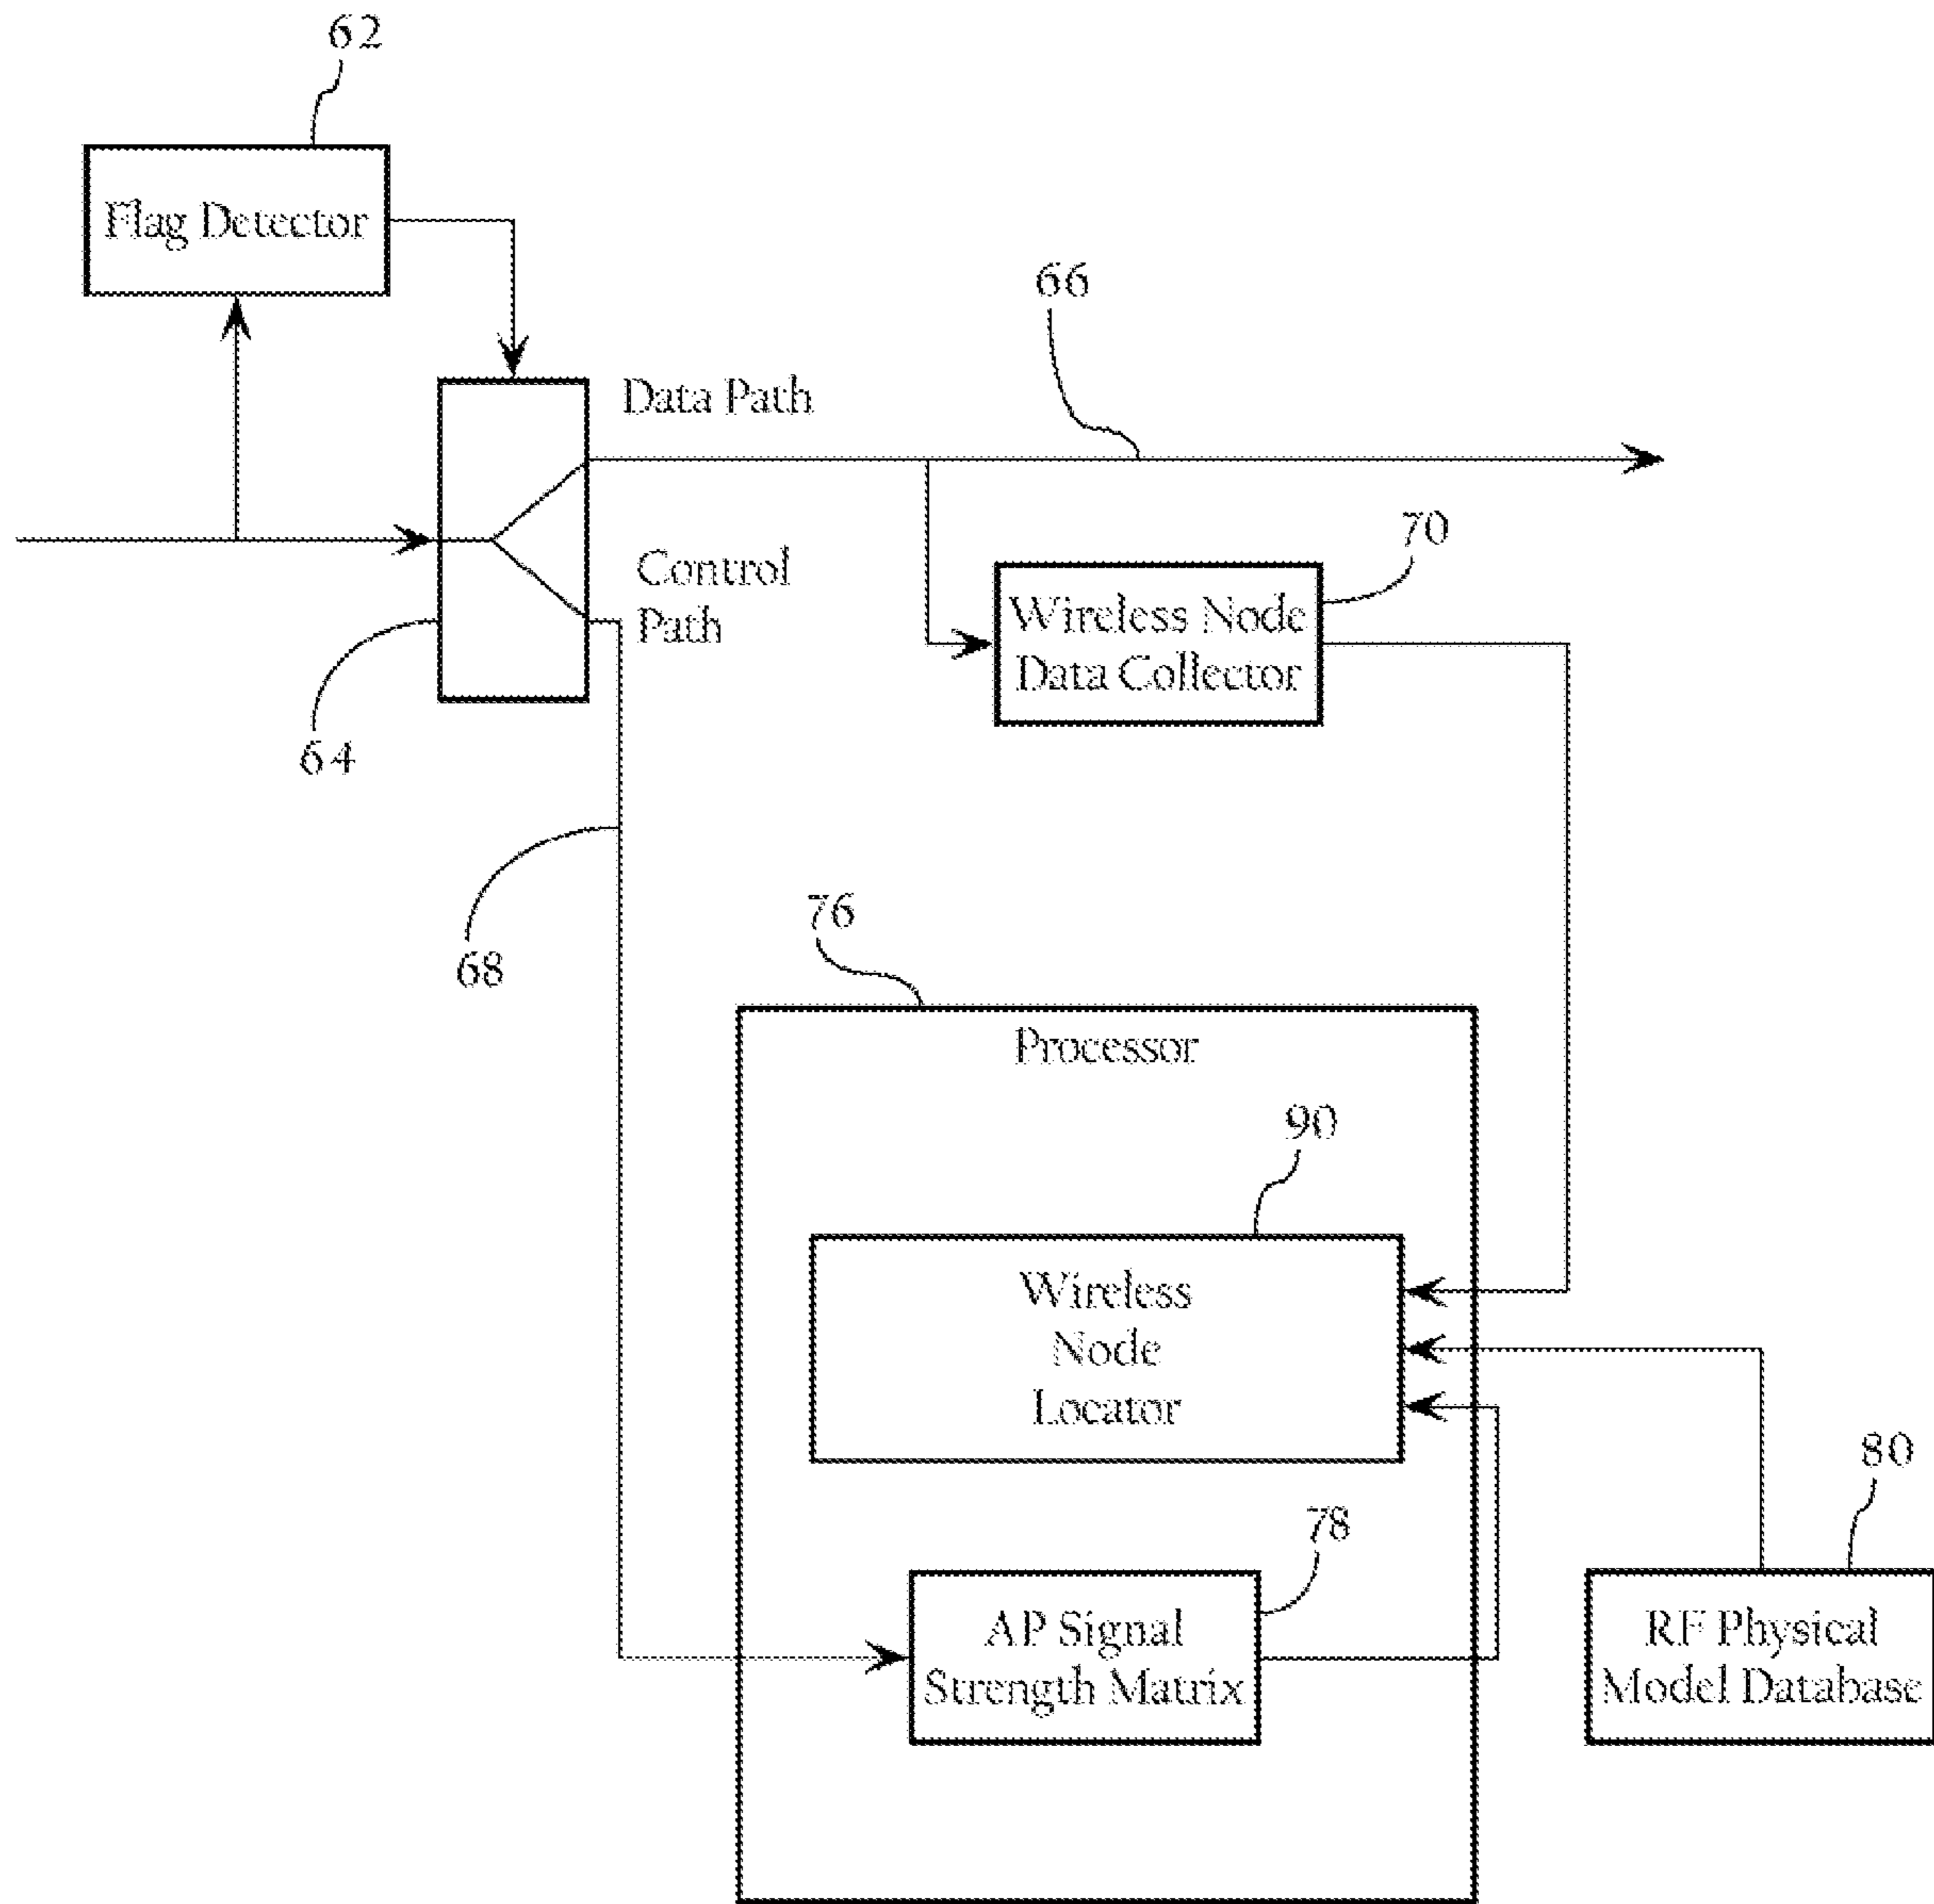 62
Flag Detector
66
Data Path
70
Control
Path
Wireless Node
Data Collector
64
76
68
Processor
90
Wireless
Node
Locator
80
78
AP Signal
Strength Matrix
RF Physical
Model Database